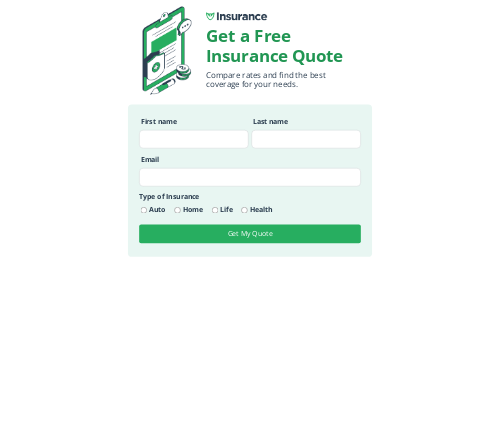 Insurance
Get a Free
Insurance Quote
Compare rates and find the best
coverage for your needs.
First name Last name
Email
Type of Insurance
Auto Home Life Health
Get My Quote